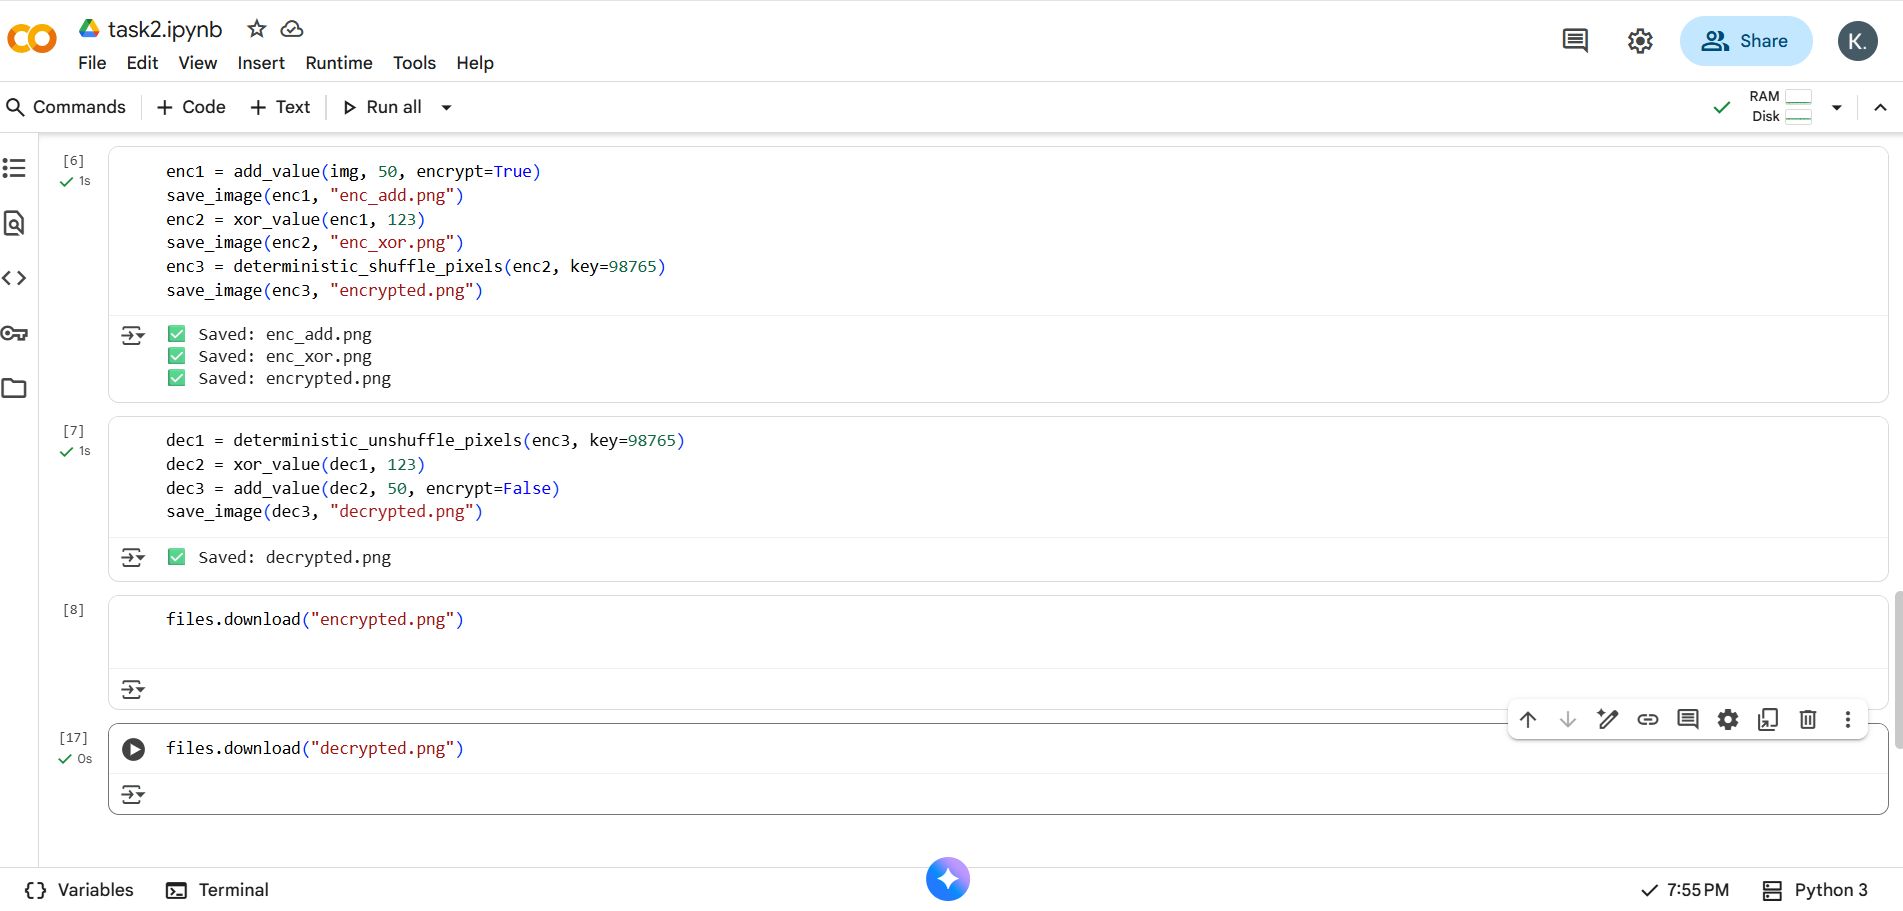 task2.ipynb
File Edit View Insert Runtime Tools Help
Share
K.
Commands + Code + Text Run all
RAM
Disk
[6]
1s
enc1 = add_value(img, 50, encrypt=True)
save_image(enc1, "enc_add.png")
enc2 = xor_value(enc1, 123)
save_image(enc2, "enc_xor.png")
enc3 = deterministic_shuffle_pixels(enc2, key=98765)
save_image(enc3, "encrypted.png")
Saved: enc_add.png
Saved: enc_xor.png
Saved: encrypted.png
[7]
1s
dec1 = deterministic_unshuffle_pixels(enc3, key=98765)
dec2 = xor_value(dec1, 123)
dec3 = add_value(dec2, 50, encrypt=False)
save_image(dec3, "decrypted.png")
Saved: decrypted.png
[8]
files.download("encrypted.png")
[17]
0s
files.download("decrypted.png")
Variables Terminal 7:55 PM Python 3